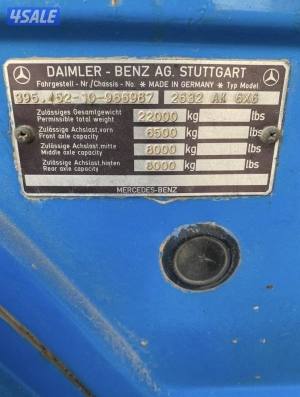 4SALE
DAIMLER - BENZ AG. STUTTGART
Fahrgestell - Nr./Chassis - No. ✶ MADE IN GERMANY ✶ Typ Model
395.452-10-966967 2632 AK 6X6
Zulässiges Gesamtgewicht
Permissible total weight 22000 kg lbs
Zulässige Achslast.vorn
Front axle capacity 6500 kg lbs
Zulässige Achslast.mitte
Middle axle capacity 8000 kg lbs
Zulässige Achslast.hinten
Rear axle capacity 8000 kg lbs
MERCEDES-BENZ